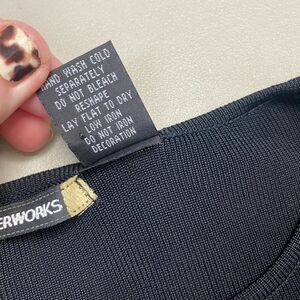 HAND WASH COLD
SEPARATELY
DO NOT BLEACH
RESHAPE
LAY FLAT TO DRY
LOW IRON
DO NOT IRON
DECORATION
ERWORKS